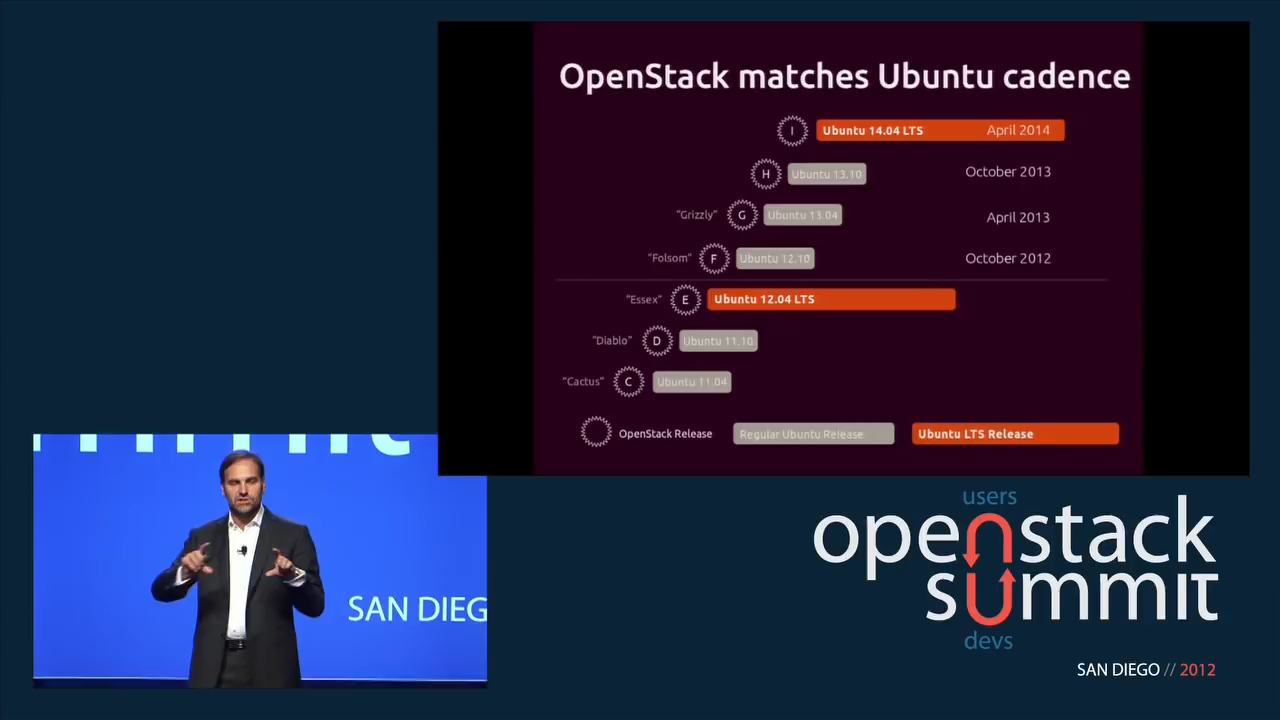 OpenStack matches Ubuntu cadence
I Ubuntu 14.04 LTS April 2014
H Ubuntu 13.10 October 2013
"Grizzly" G Ubuntu 13.04 April 2013
"Folsom" F Ubuntu 12.10 October 2012
"Essex" E Ubuntu 12.04 LTS
"Diablo" D Ubuntu 11.10
"Cactus" C Ubuntu 11.04
OpenStack Release Regular Ubuntu Release Ubuntu LTS Release
SAN DIEG
users
openstack
summit
devs
SAN DIEGO // 2012